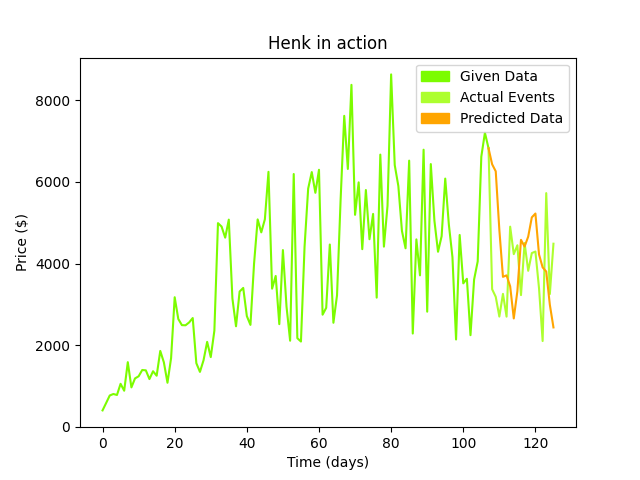 Henk in action
Given Data
Actual Events
Predicted Data
Price ($)
8000
6000
4000
2000
0
0 20 40 60 80 100 120
Time (days)